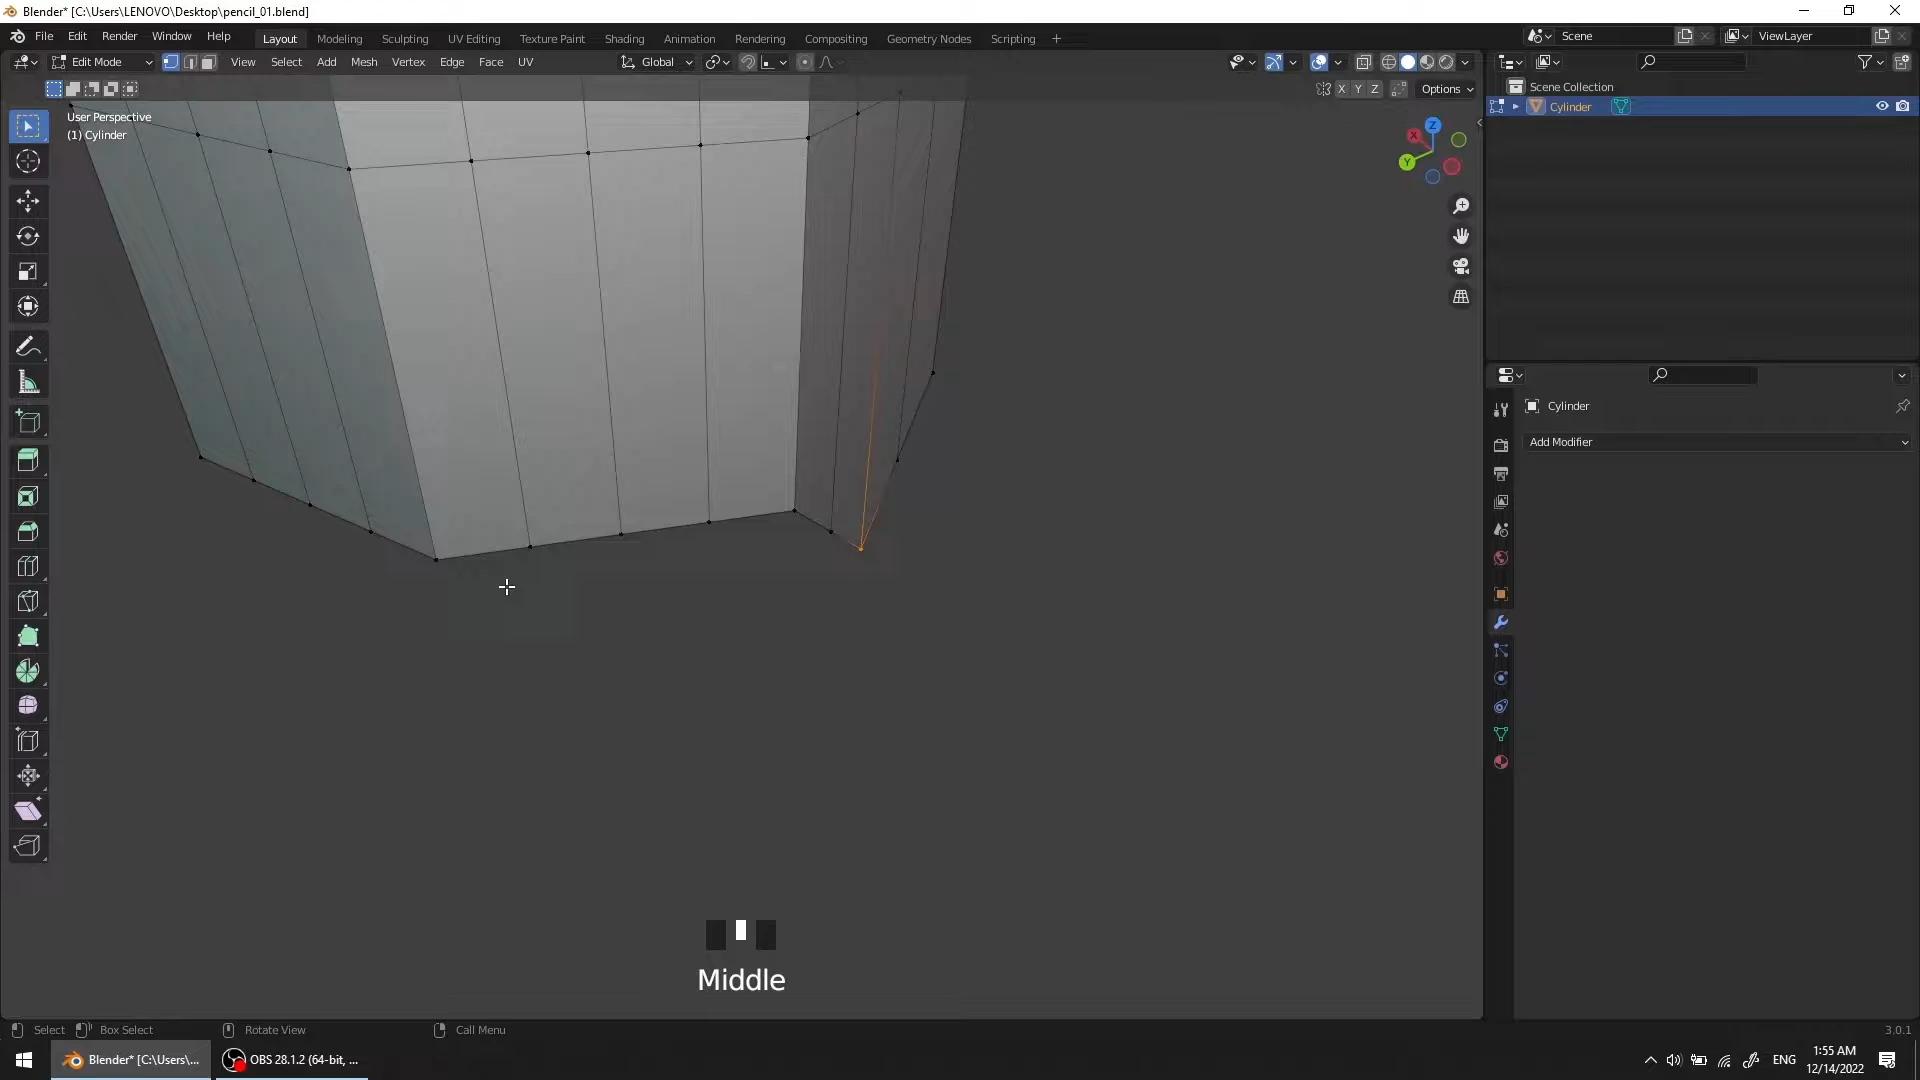 Blender* [C:\Users\LENOVO\Desktop\pencil_01.blend]
File Edit Render Window Help
Layout Modeling Sculpting UV Editing Texture Paint Shading Animation Rendering Compositing Geometry Nodes Scripting +
Scene
ViewLayer
Edit Mode
View Select Add Mesh Vertex Edge Face UV
Global
X Y Z
Options
User Perspective
(1) Cylinder
Z
X
Y
Scene Collection
Cylinder
Cylinder
Add Modifier
Middle
Select Box Select Rotate View Call Menu
3.0.1
Blender* [C:\Users\...
OBS 28.1.2 (64-bit, ...
ENG
1:55 AM
12/14/2022